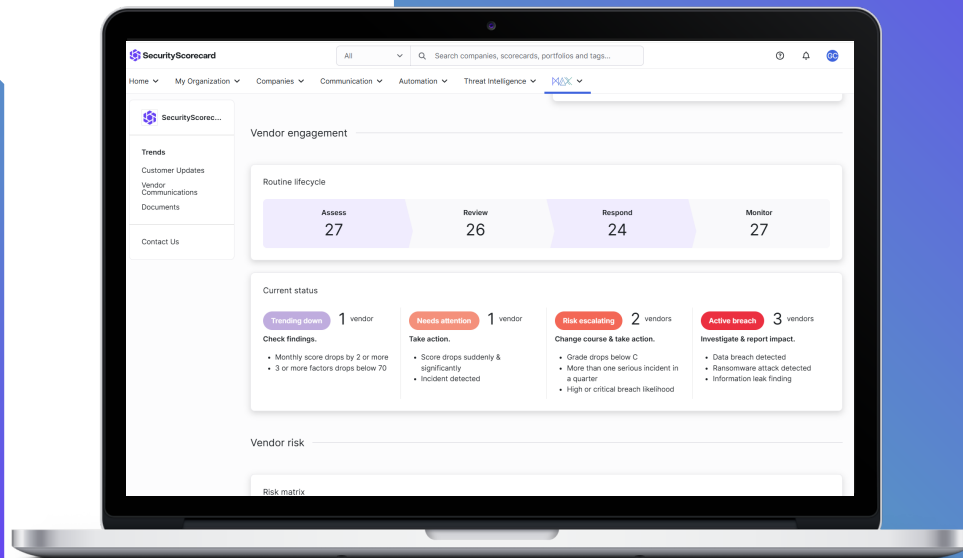 SecurityScorecard
All
Search companies, scorecards, portfolios and tags...
GC
Home
My Organization
Companies
Communication
Automation
Threat Intelligence
MAX
SecurityScorec...
Trends
Customer Updates
Vendor
Communications
Documents
Contact Us
Vendor engagement
Routine lifecycle
Assess
27
Review
26
Respond
24
Monitor
27
Current status
Trending down 1 vendor
Check findings.
• Monthly score drops by 2 or more
• 3 or more factors drops below 70
Needs attention 1 vendor
Take action.
• Score drops suddenly &
significantly
• Incident detected
Risk escalating 2 vendors
Change course & take action.
• Grade drops below C
• More than one serious incident in
a quarter
• High or critical breach likelihood
Active breach 3 vendors
Investigate & report impact.
• Data breach detected
• Ransomware attack detected
• Information leak finding
Vendor risk
Risk matrix